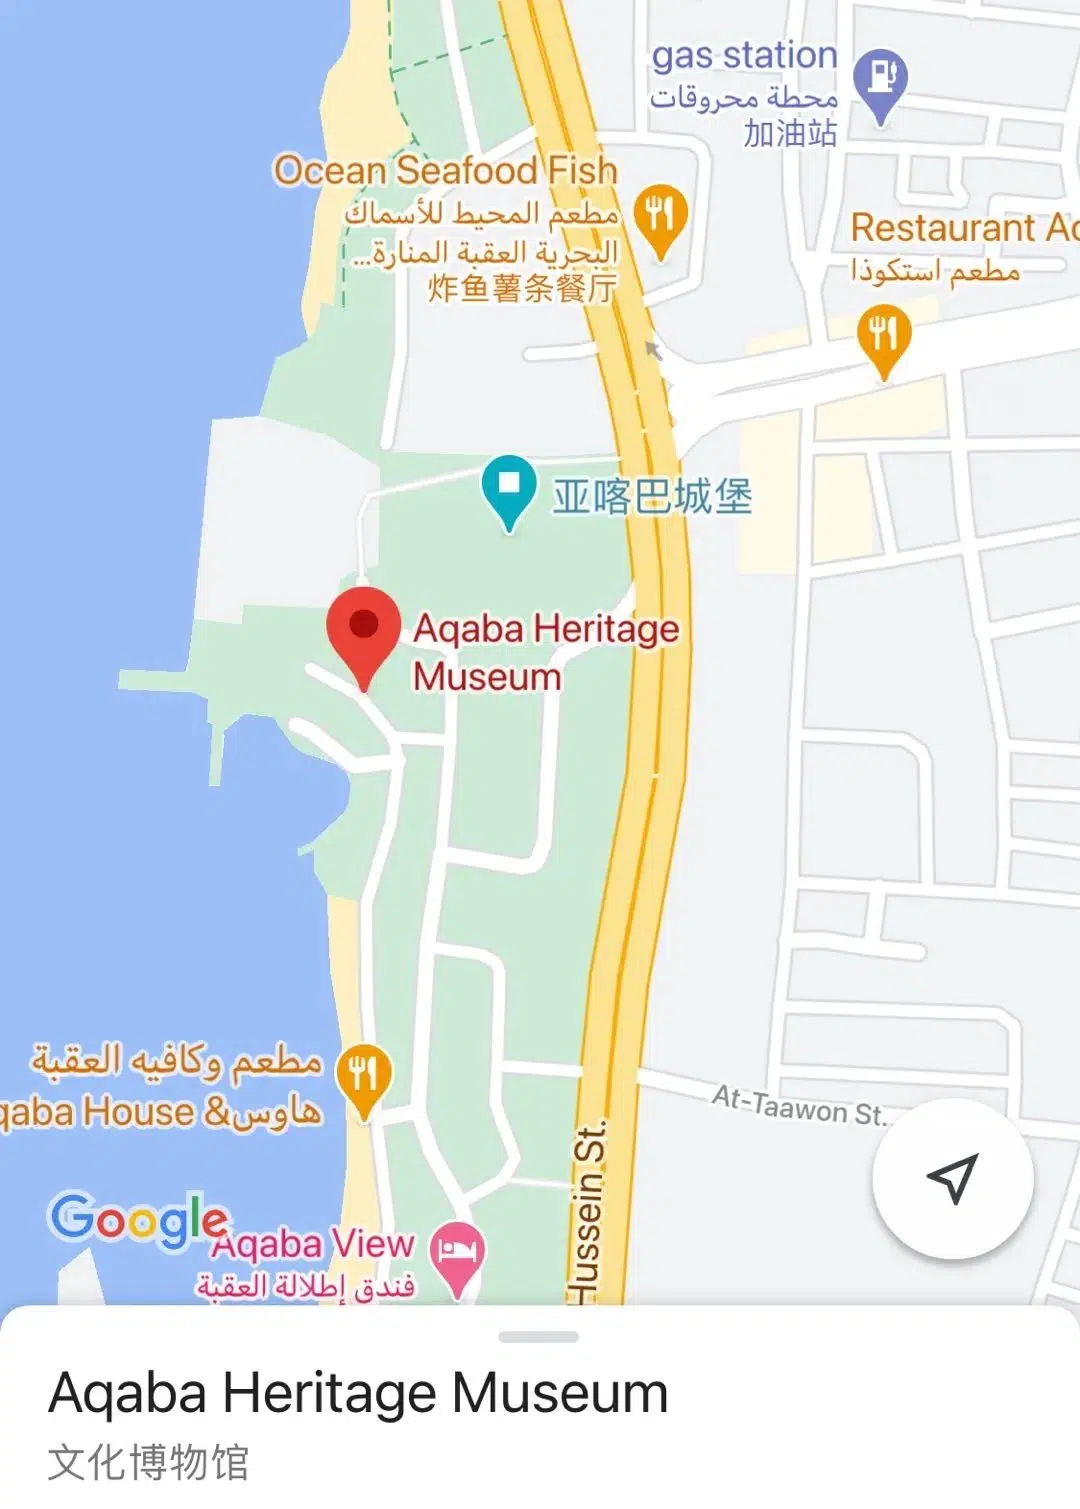 gas station
محطة محروقات
加油站
Ocean Seafood Fish
مطعم المحيط للأسماك
البحرية العقبة المنارة...
炸鱼薯条餐厅
Restaurant Ac
مطعم استكوذا
亚喀巴城堡
Aqaba Heritage
Museum
مطعم وكافيه العقبة
هاوس& qaba House
At-Taawon St.
Hussein St.
Google
Aqaba View
فندق إطلالة العقبة
Aqaba Heritage Museum
文化博物馆